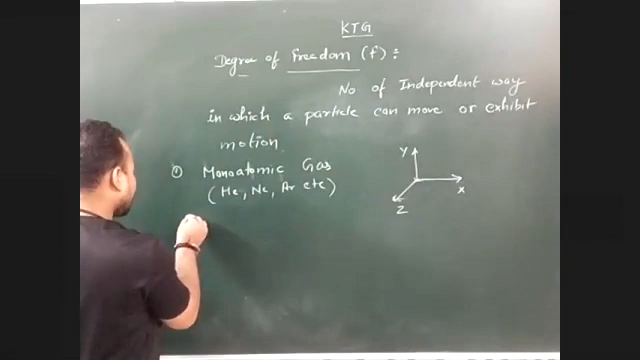 KTG
Degree of Freedom (f) :
No of Independent way
in which a particle can move or exhibit
motion
① Monoatomic Gas
(He, Ne, Ar etc)
Y
X
Z